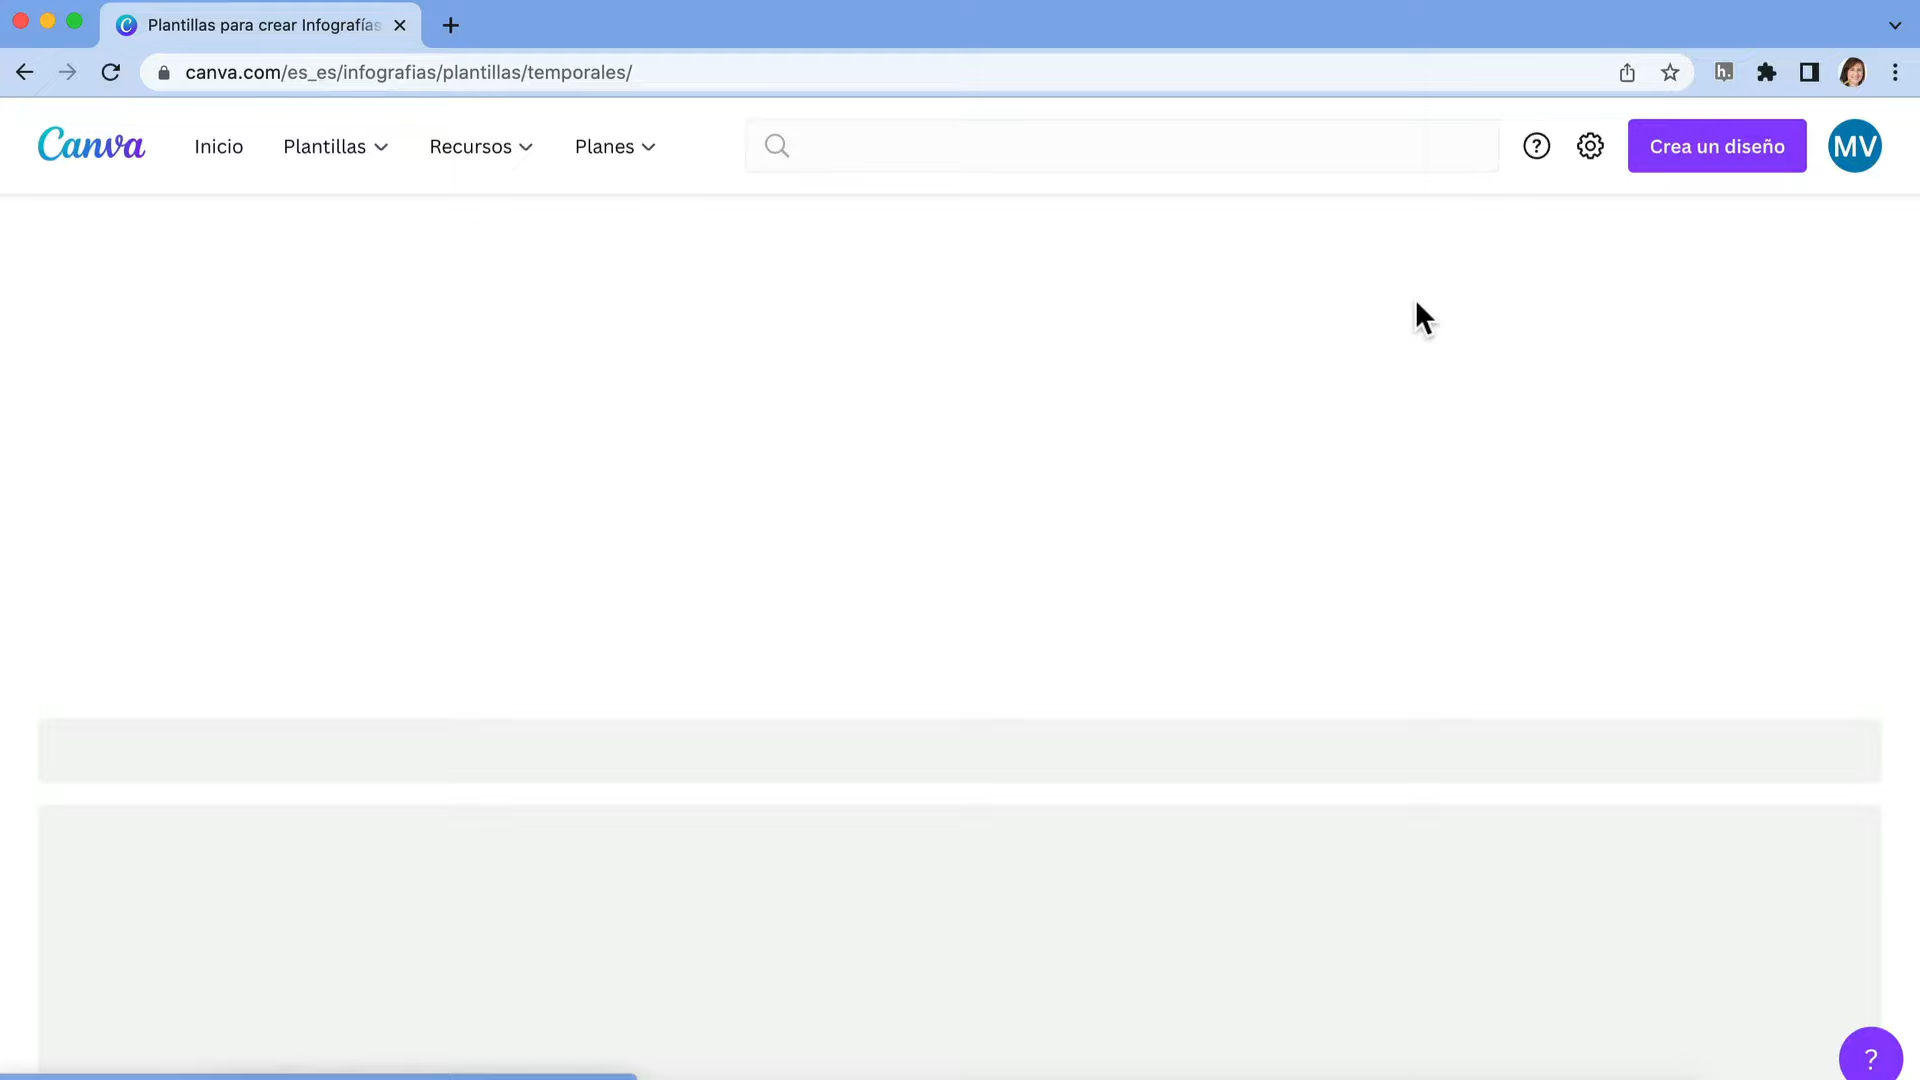 Plantillas para crear Infografías
canva.com/es_es/infografias/plantillas/temporales/
h.
Canva
Inicio
Plantillas
Recursos
Planes
?
Crea un diseño
MV
?